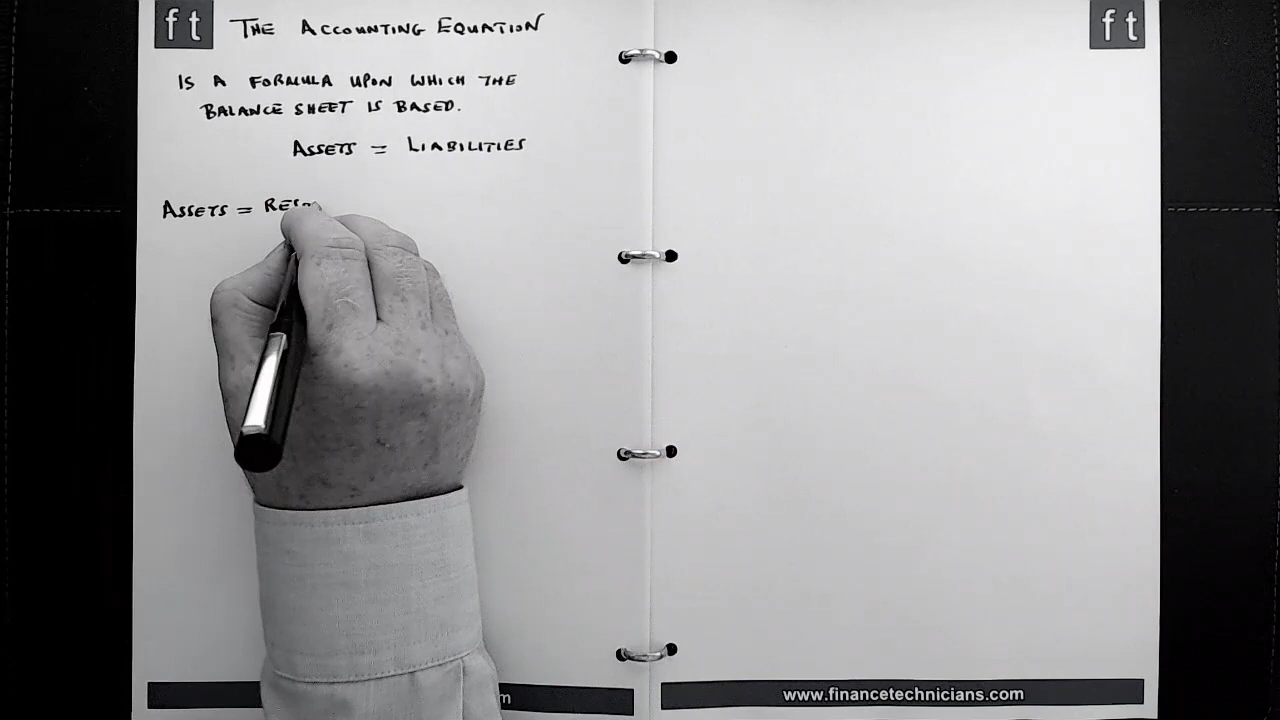 ft THE ACCOUNTING EQUATION
IS A FORMULA UPON WHICH THE
BALANCE SHEET IS BASED.
ASSETS = LIABILITIES
ASSETS =
ft
www.financetechnicians.com